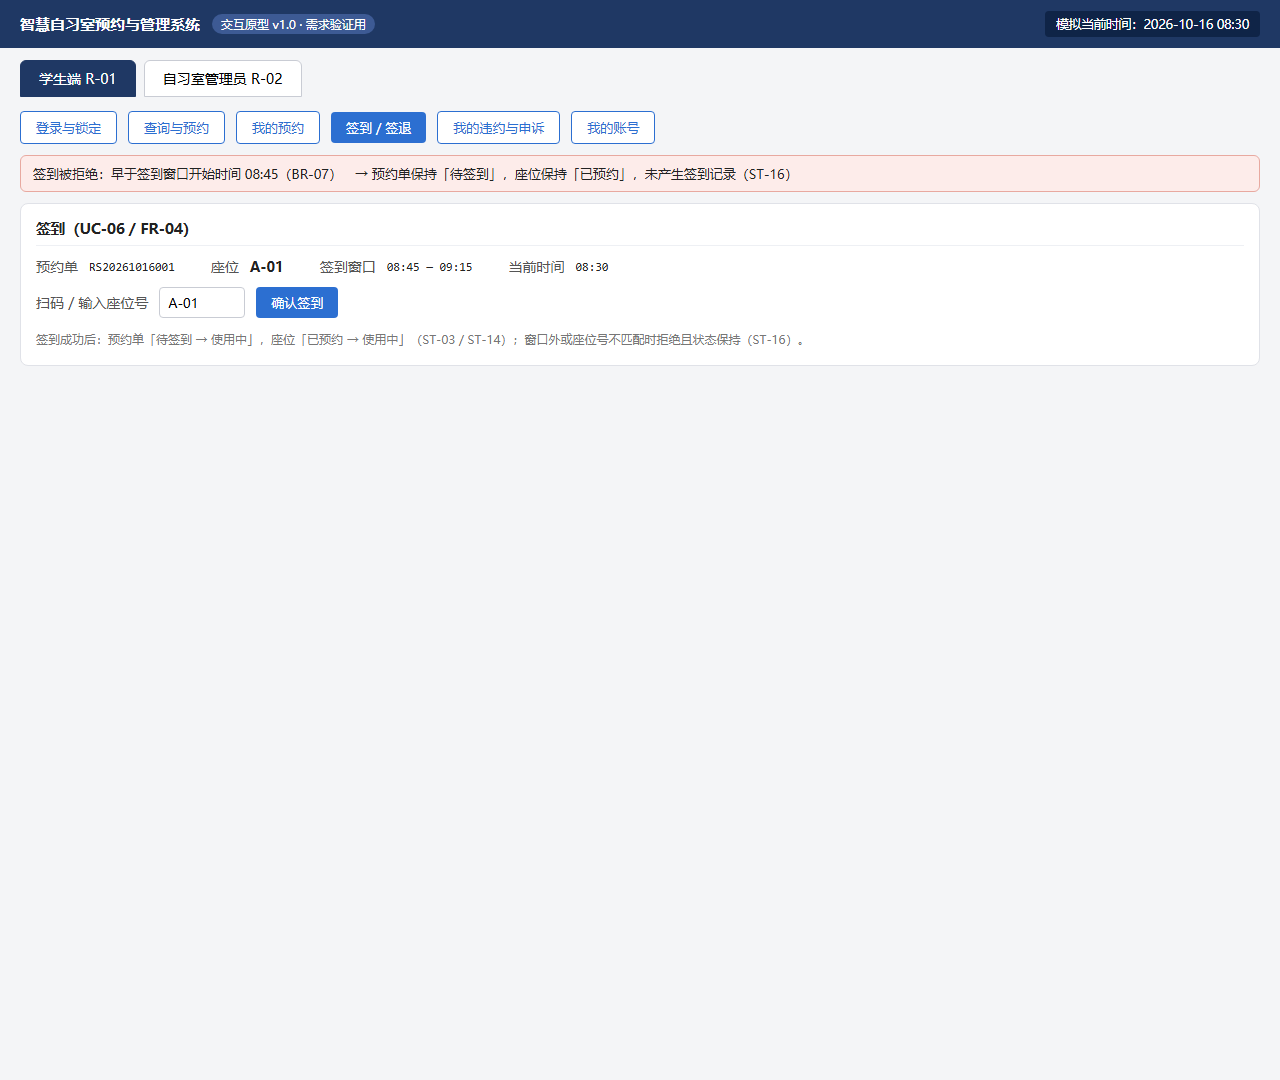 智慧自习室预约与管理系统 交互原型 v1.0 · 需求验证用 模拟当前时间：2026-10-16 08:30
学生端 R-01 自习室管理员 R-02
登录与锁定 查询与预约 我的预约 签到 / 签退 我的违约与申诉 我的账号
签到被拒绝：早于签到窗口开始时间 08:45（BR-07） → 预约单保持「待签到」，座位保持「已预约」，未产生签到记录（ST-16）
签到（UC-06 / FR-04）
预约单 RS20261016001 座位 A-01 签到窗口 08:45 – 09:15 当前时间 08:30
扫码 / 输入座位号 A-01 确认签到
签到成功后：预约单「待签到 → 使用中」，座位「已预约 → 使用中」（ST-03 / ST-14）；窗口外或座位号不匹配时拒绝且状态保持（ST-16）。